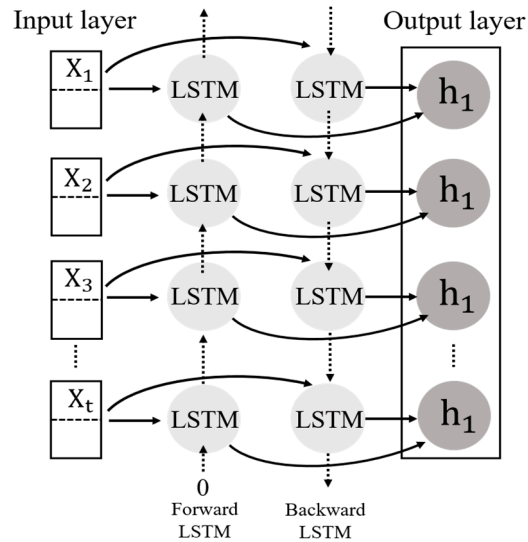 Input layer
Output layer
X1
LSTM
LSTM
h1
X2
LSTM
LSTM
h1
X3
LSTM
LSTM
h1
Xt
LSTM
LSTM
h1
0
Forward
LSTM
Backward
LSTM